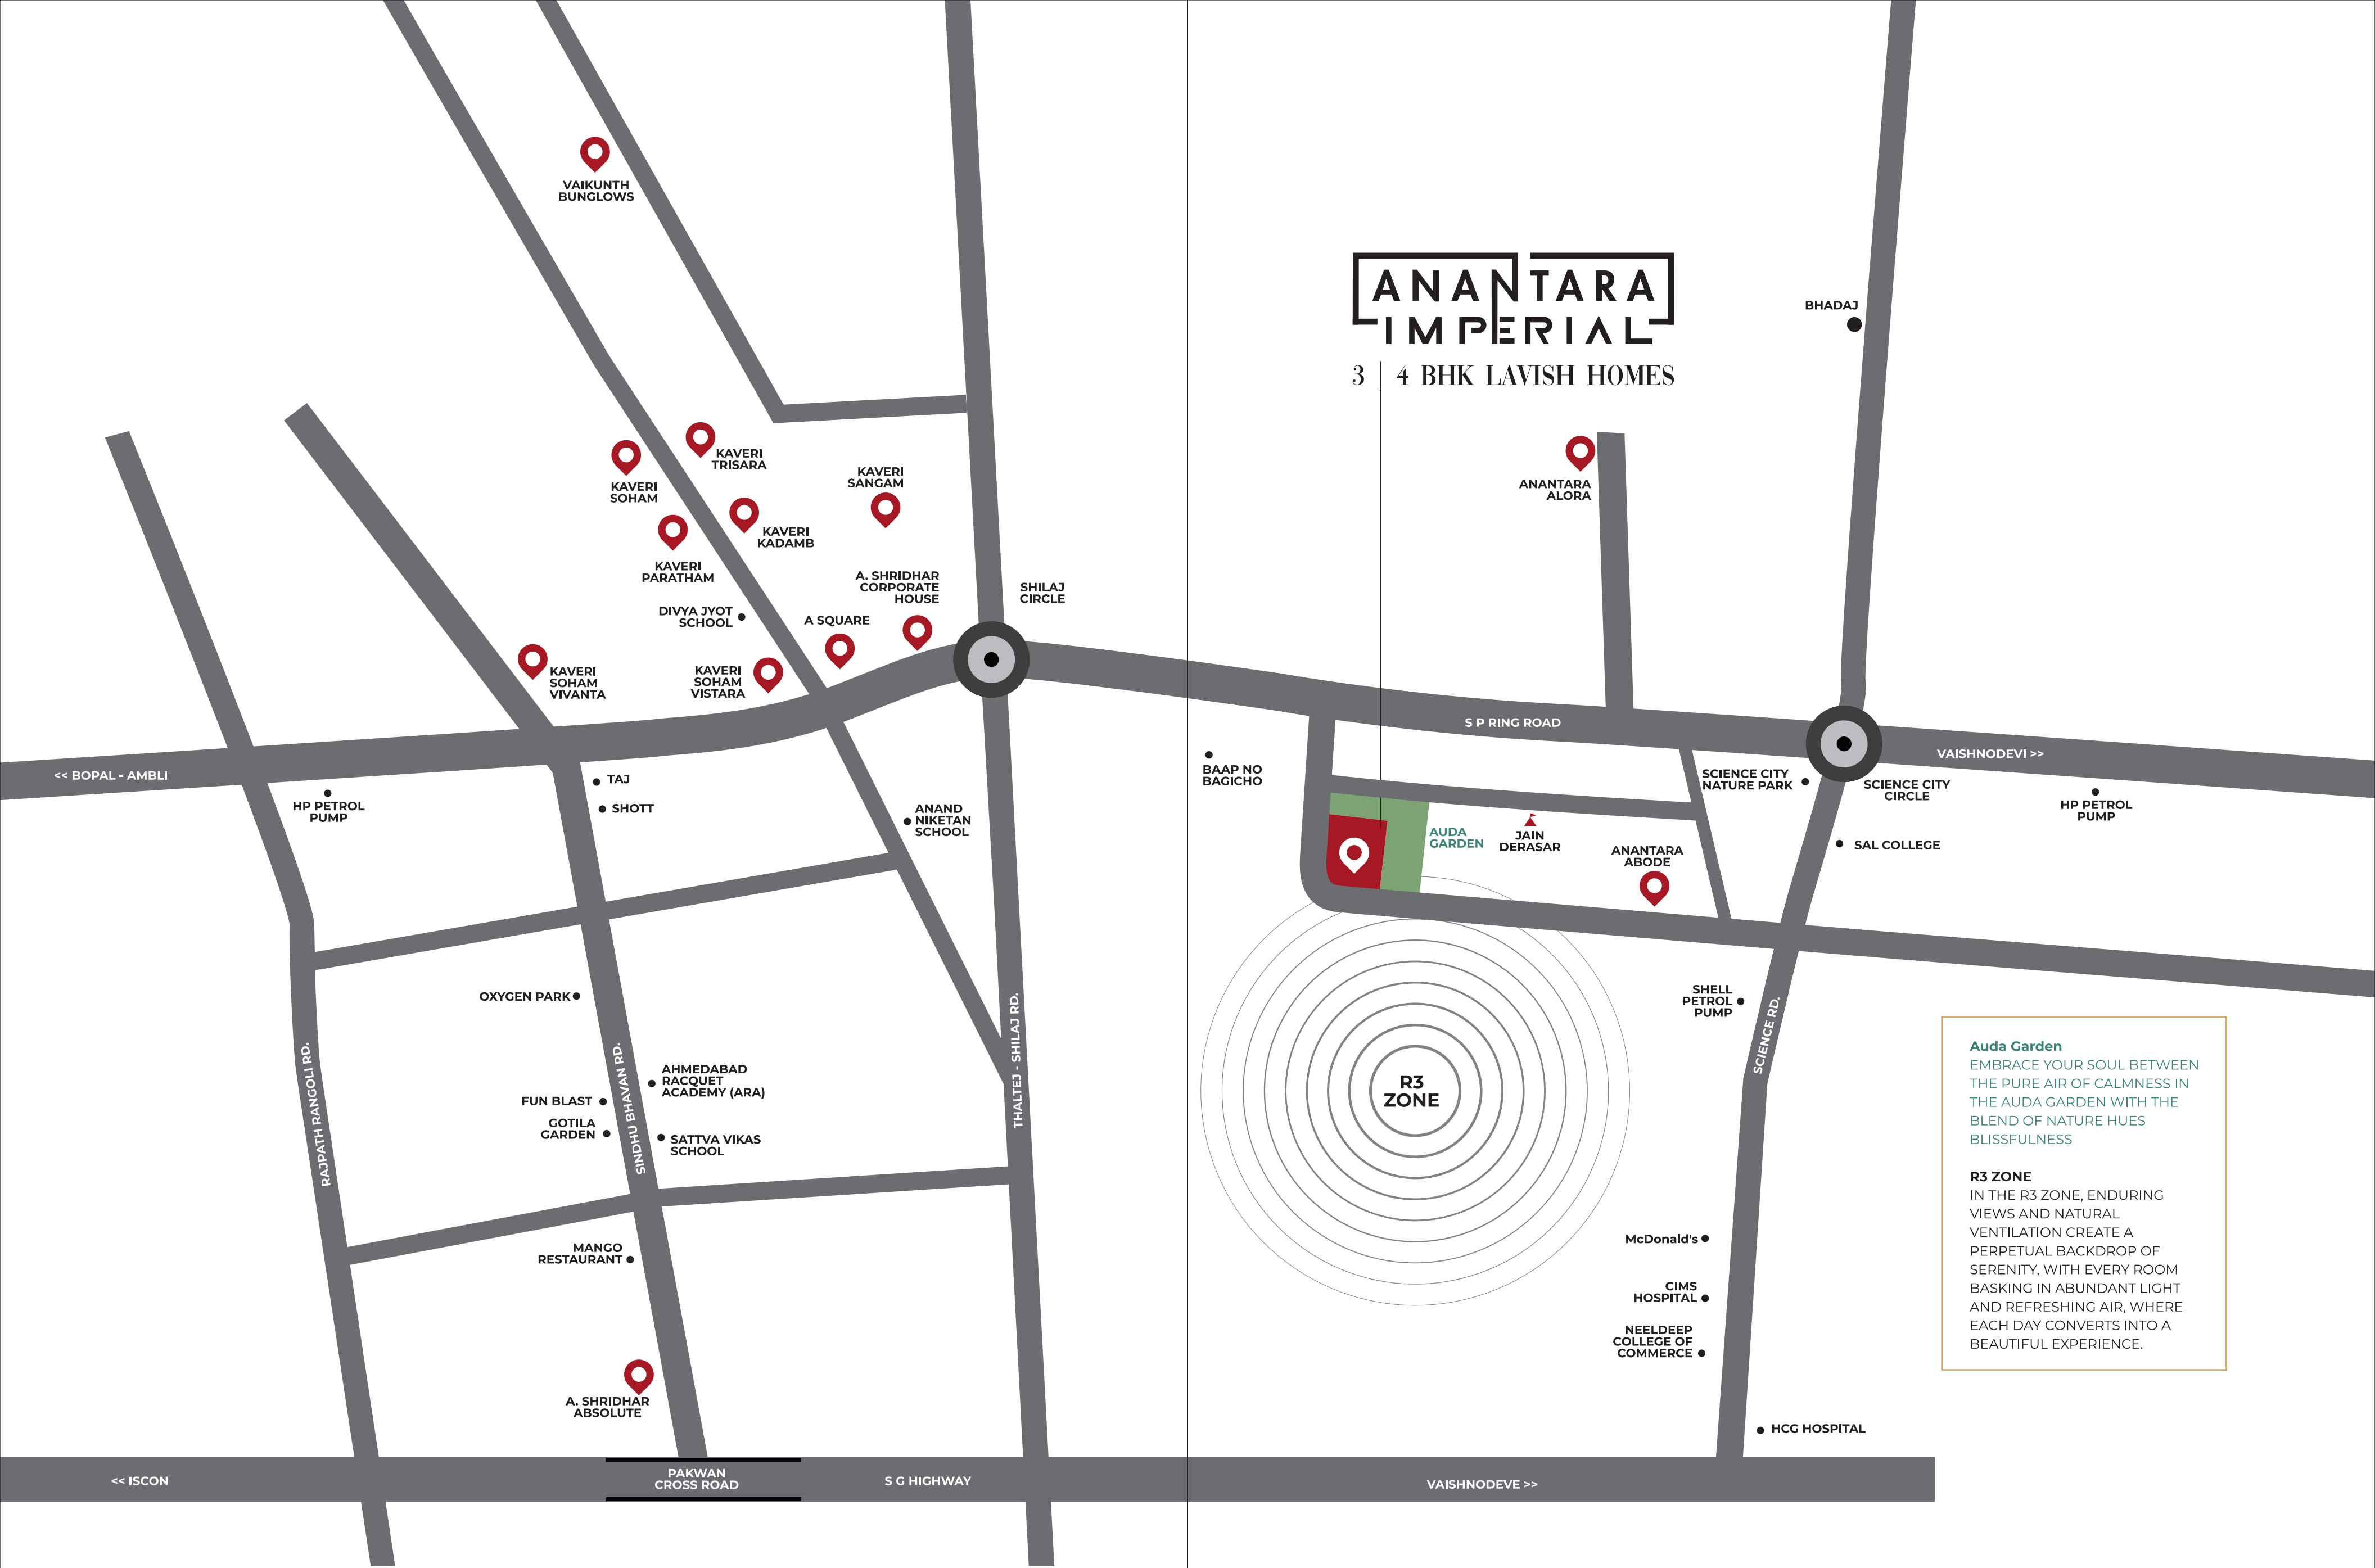 VAIKUNTH
BUNGLOWS
ANANTARA
IMPERIAL
3 | 4 BHK LAVISH HOMES
BHADAJ
KAVERI
TRISARA
KAVERI
SOHAM
KAVERI
SANGAM
ANANTARA
ALORA
KAVERI
KADAMB
KAVERI
PARATHAM
A. SHRIDHAR
CORPORATE
HOUSE
SHILAJ
CIRCLE
DIVYA JYOT
SCHOOL
A SQUARE
KAVERI
SOHAM
VIVANTA
KAVERI
SOHAM
VISTARA
S P RING ROAD
VAISHNODEVI >>
<< BOPAL - AMBLI
TAJ
SHOTT
HP PETROL
PUMP
ANAND
NIKETAN
SCHOOL
BAAP NO
BAGICHO
SCIENCE CITY
NATURE PARK
SCIENCE CITY
CIRCLE
HP PETROL
PUMP
AUDA
GARDEN
JAIN
DERASAR
ANANTARA
ABODE
SAL COLLEGE
OXYGEN PARK
SHELL
PETROL
PUMP
RAJPATH RANGOLI RD.
SINDHU BHAVAN RD.
THALTEJ - SHILAJ RD.
SCIENCE RD.
AHMEDABAD
RACQUET
ACADEMY (ARA)
FUN BLAST
GOTILA
GARDEN
SATTVA VIKAS
SCHOOL
R3
ZONE
Auda Garden
EMBRACE YOUR SOUL BETWEEN
THE PURE AIR OF CALMNESS IN
THE AUDA GARDEN WITH THE
BLEND OF NATURE HUES
BLISSFULNESS
R3 ZONE
IN THE R3 ZONE, ENDURING
VIEWS AND NATURAL
VENTILATION CREATE A
PERPETUAL BACKDROP OF
SERENITY, WITH EVERY ROOM
BASKING IN ABUNDANT LIGHT
AND REFRESHING AIR, WHERE
EACH DAY CONVERTS INTO A
BEAUTIFUL EXPERIENCE.
MANGO
RESTAURANT
McDonald's
CIMS
HOSPITAL
NEELDEEP
COLLEGE OF
COMMERCE
A. SHRIDHAR
ABSOLUTE
HCG HOSPITAL
<< ISCON
PAKWAN
CROSS ROAD
S G HIGHWAY
VAISHNODEVE >>